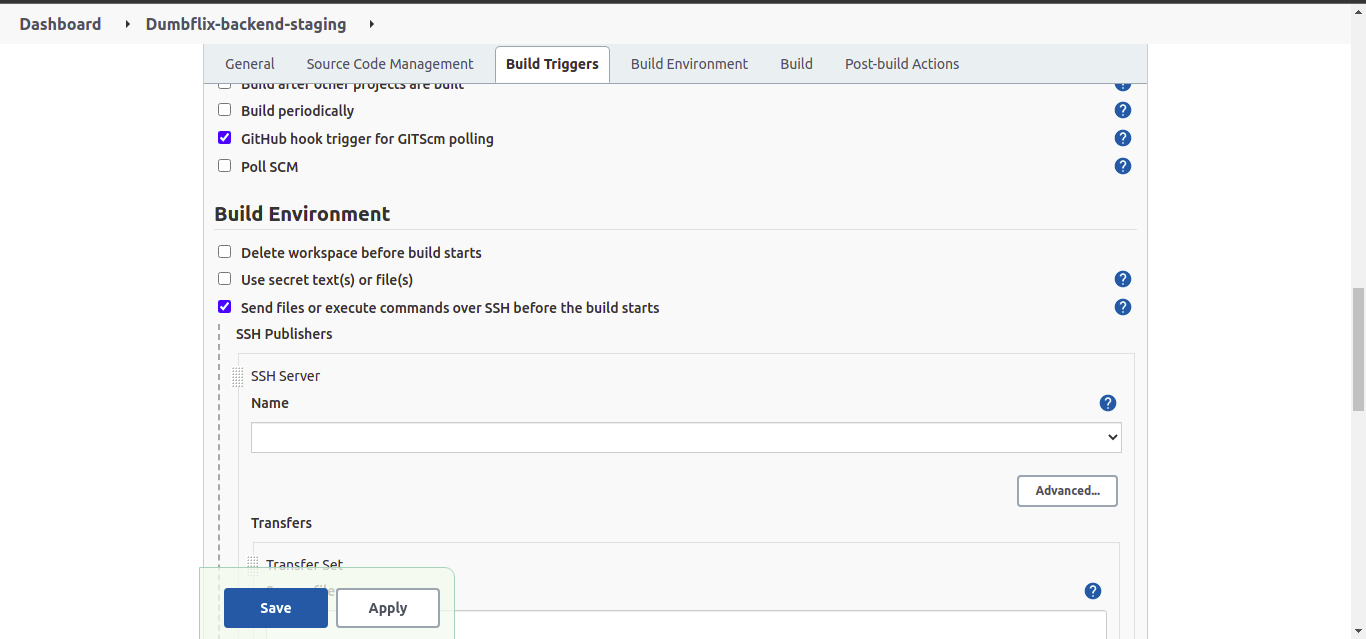 Dashboard Dumbflix-backend-staging
General Source Code Management Build Triggers Build Environment Build Post-build Actions
Build after other projects are built
Build periodically
GitHub hook trigger for GITScm polling
Poll SCM
Build Environment
Delete workspace before build starts
Use secret text(s) or file(s)
Send files or execute commands over SSH before the build starts
SSH Publishers
SSH Server
Name
Advanced...
Transfers
Transfer Set
Save Apply